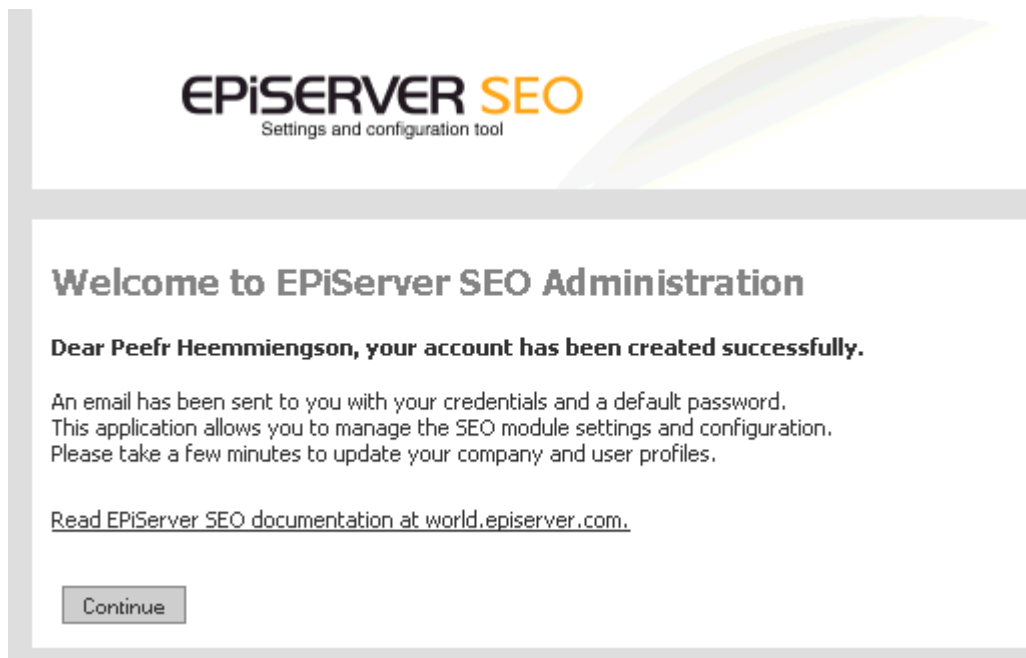 EPiSERVER SEO
Settings and configuration tool
Welcome to EPiServer SEO Administration
Dear Peefr Heemmiengson, your account has been created successfully.
An email has been sent to you with your credentials and a default password.
This application allows you to manage the SEO module settings and configuration.
Please take a few minutes to update your company and user profiles.
Read EPiServer SEO documentation at world.episerver.com.
Continue